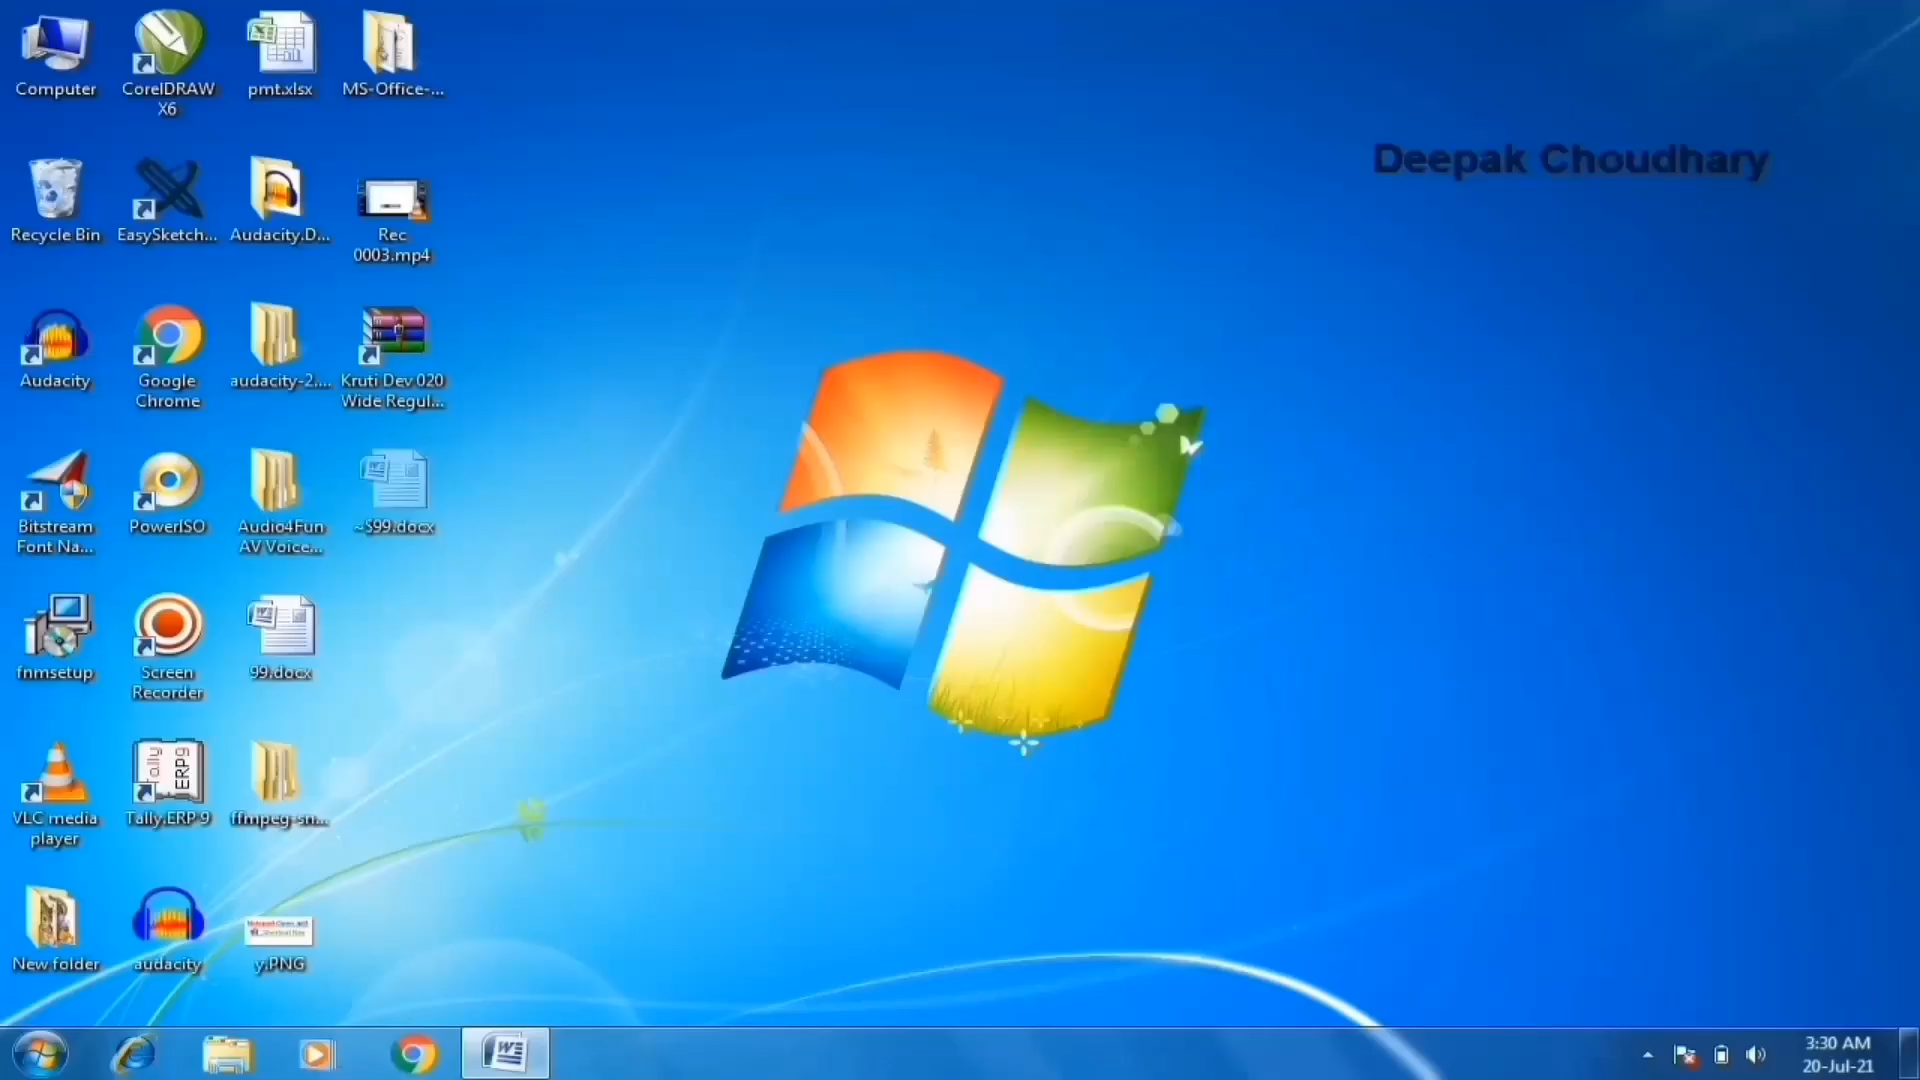 Computer
CorelDRAW
X6
pmt.xlsx
MS-Office-...
Deepak Choudhary
Recycle Bin
EasySketch...
Audacity.D...
Rec
0003.mp4
Audacity
Google
Chrome
audacity-2....
Kruti Dev 020
Wide Regul...
Bitstream
Font Na...
PowerISO
Audio4Fun
AV Voice...
~$99.docx
fnmsetup
Screen
Recorder
99.docx
VLC media
player
Tally
ERP9
Tally.ERP 9
ffmpeg-sn...
New folder
audacity
y.PNG
3:30 AM
20-Jul-21